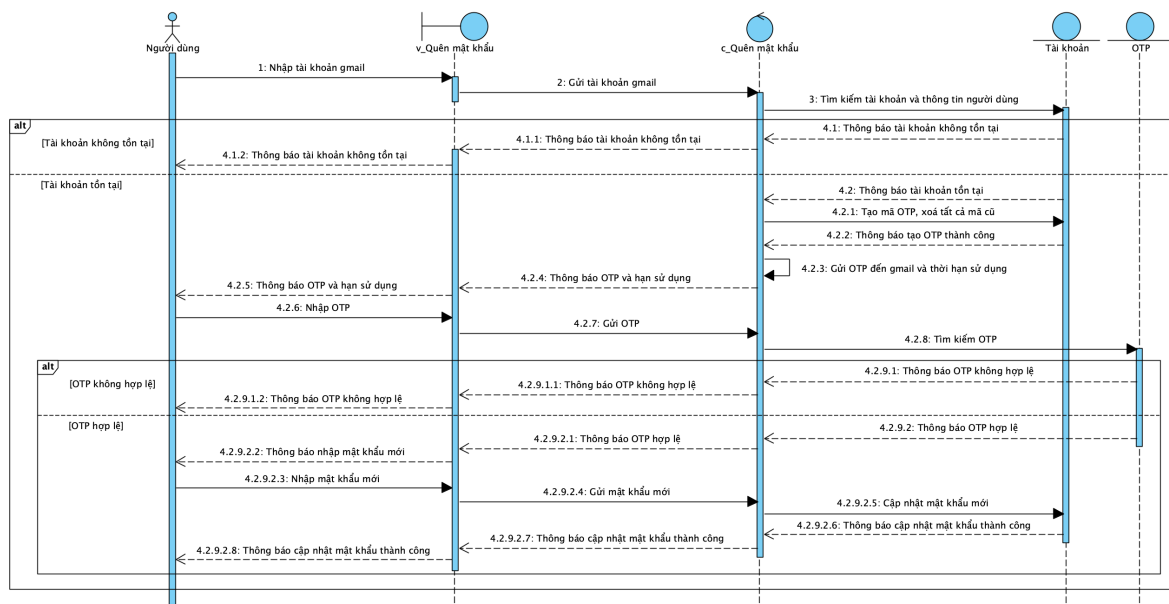 Người dùng
v_Quên mật khẩu
c_Quên mật khẩu
Tài khoản
OTP
1: Nhập tài khoản gmail
2: Gửi tài khoản gmail
3: Tìm kiếm tài khoản và thông tin người dùng
alt
[Tài khoản không tồn tại]
4.1: Thông báo tài khoản không tồn tại
4.1.1: Thông báo tài khoản không tồn tại
4.1.2: Thông báo tài khoản không tồn tại
[Tài khoản tồn tại]
4.2: Thông báo tài khoản tồn tại
4.2.1: Tạo mã OTP, xoá tất cả mã cũ
4.2.2: Thông báo tạo OTP thành công
4.2.3: Gửi OTP đến gmail và thời hạn sử dụng
4.2.4: Thông báo OTP và hạn sử dụng
4.2.5: Thông báo OTP và hạn sử dụng
4.2.6: Nhập OTP
4.2.7: Gửi OTP
4.2.8: Tìm kiếm OTP
alt
[OTP không hợp lệ]
4.2.9.1: Thông báo OTP không hợp lệ
4.2.9.1.1: Thông báo OTP không hợp lệ
4.2.9.1.2: Thông báo OTP không hợp lệ
[OTP hợp lệ]
4.2.9.2: Thông báo OTP hợp lệ
4.2.9.2.1: Thông báo OTP hợp lệ
4.2.9.2.2: Thông báo nhập mật khẩu mới
4.2.9.2.3: Nhập mật khẩu mới
4.2.9.2.4: Gửi mật khẩu mới
4.2.9.2.5: Cập nhật mật khẩu mới
4.2.9.2.6: Thông báo cập nhật mật khẩu thành công
4.2.9.2.7: Thông báo cập nhật mật khẩu thành công
4.2.9.2.8: Thông báo cập nhật mật khẩu thành công